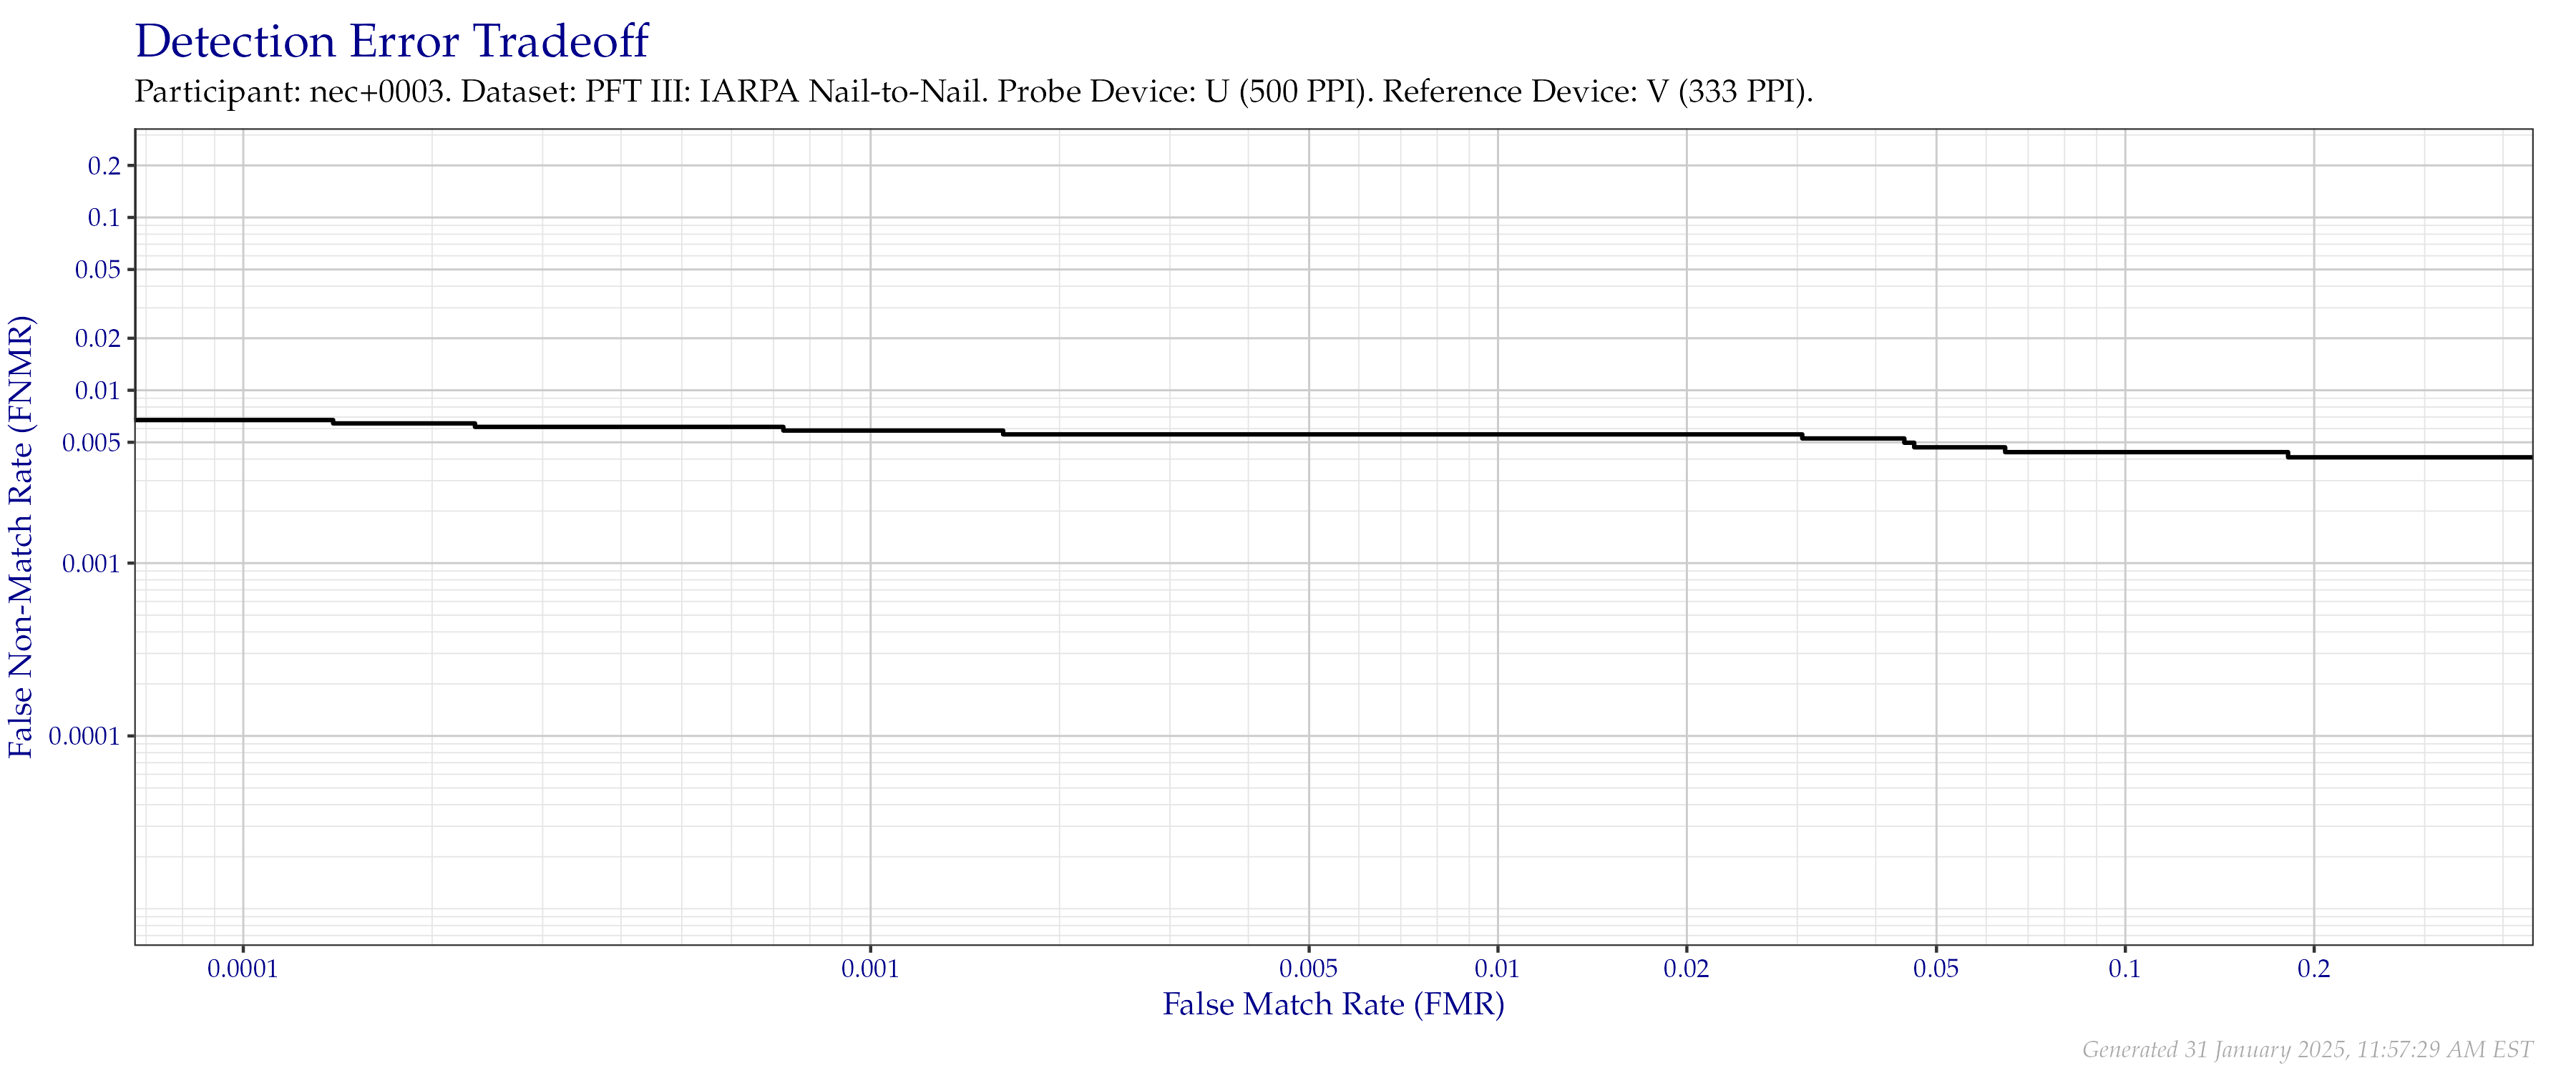 Detection Error Tradeoff
Participant: nec+0003. Dataset: PFT III: IARPA Nail-to-Nail. Probe Device: U (500 PPI). Reference Device: V (333 PPI).
False Non-Match Rate (FNMR)
0.2
0.1
0.05
0.02
0.01
0.005
0.001
0.0001
0.0001 0.001 0.005 0.01 0.02 0.05 0.1 0.2
False Match Rate (FMR)
Generated 31 January 2025, 11:57:29 AM EST